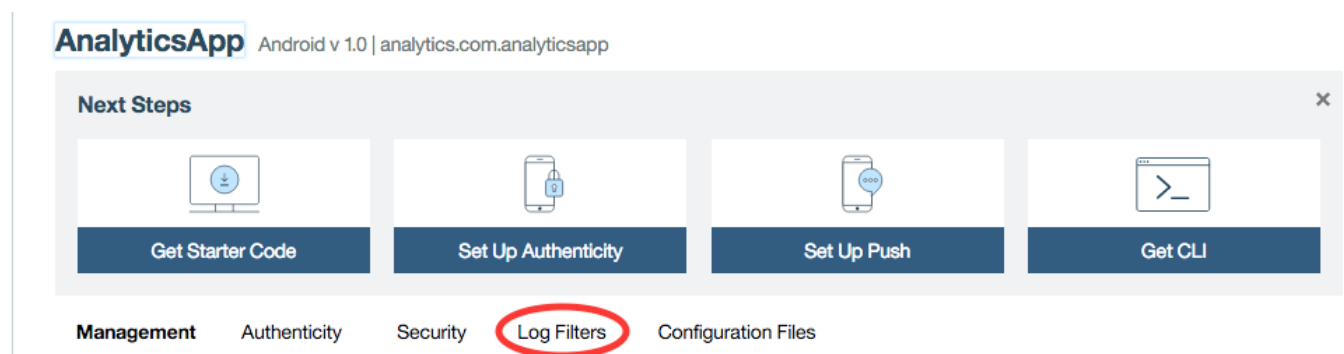 AnalyticsApp Android v 1.0 | analytics.com.analyticsapp
Next Steps ×
Get Starter Code Set Up Authenticity Set Up Push Get CLI
Management Authenticity Security Log Filters Configuration Files